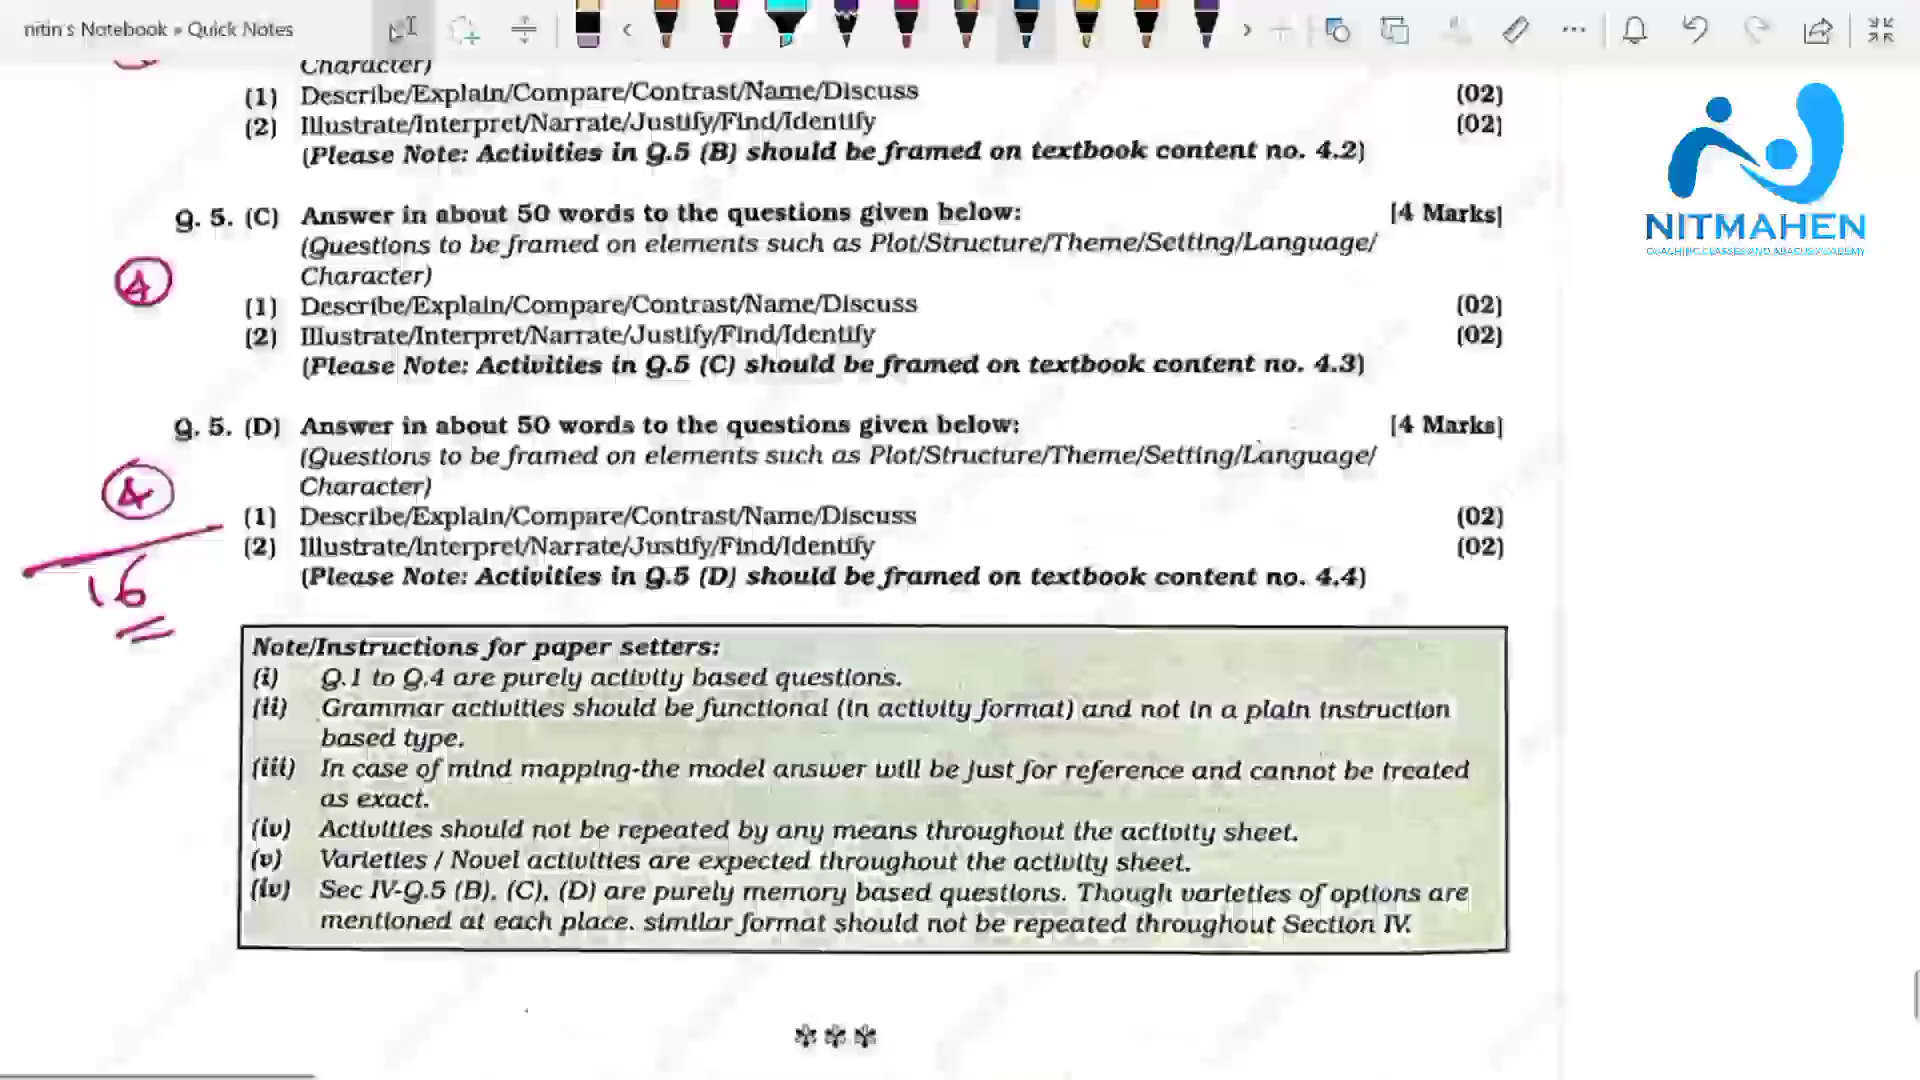 nitin's Notebook » Quick Notes
Character)
(1) Describe/Explain/Compare/Contrast/Name/Discuss (02)
(2) Illustrate/Interpret/Narrate/Justify/Find/Identify (02)
(Please Note: Activities in Q.5 (B) should be framed on textbook content no. 4.2)
Q. 5. (C) Answer in about 50 words to the questions given below: [4 Marks]
(Questions to be framed on elements such as Plot/Structure/Theme/Setting/Language/
Character)
4
(1) Describe/Explain/Compare/Contrast/Name/Discuss (02)
(2) Illustrate/Interpret/Narrate/Justify/Find/Identify (02)
(Please Note: Activities in Q.5 (C) should be framed on textbook content no. 4.3)
Q. 5. (D) Answer in about 50 words to the questions given below: [4 Marks]
(Questions to be framed on elements such as Plot/Structure/Theme/Setting/Language/
Character)
4
(1) Describe/Explain/Compare/Contrast/Name/Discuss (02)
(2) Illustrate/Interpret/Narrate/Justify/Find/Identify (02)
(Please Note: Activities in Q.5 (D) should be framed on textbook content no. 4.4)
16
Note/Instructions for paper setters:
(i) Q.1 to Q.4 are purely activity based questions.
(ii) Grammar activities should be functional (in activity format) and not in a plain instruction
based type.
(iii) In case of mind mapping-the model answer will be just for reference and cannot be treated
as exact.
(iv) Activities should not be repeated by any means throughout the activity sheet.
(v) Varieties / Novel activities are expected throughout the activity sheet.
(iv) Sec IV-Q.5 (B), (C), (D) are purely memory based questions. Though varieties of options are
mentioned at each place, similar format should not be repeated throughout Section IV.
***
NITMAHEN
COACHING CLASSES AND ABACUS ACADEMY